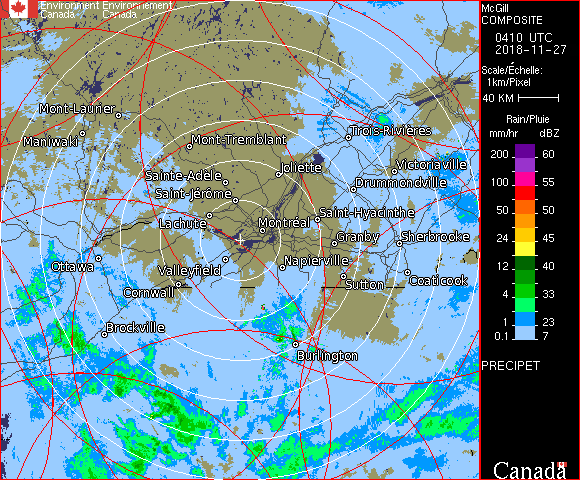 Environment Environnement
Canada Canada
McGill
COMPOSITE
0410 UTC
2018-11-27
Scale/Échelle:
1km/Pixel
40 KM
Rain/Pluie
mm/hr dBZ
200 60
100 55
50 50
24 45
12 40
4 33
1 23
0.1 7
PRECIPET
Canada
Mont-Laurier
Maniwaki
Mont-Tremblant
Trois-Rivières
Sainte-Adèle
Joliette
Victoriaville
Saint-Jérôme
Drummondville
Lachute
Montréal
Saint-Hyacinthe
Granby
Sherbrooke
Ottawa
Valleyfield
Napierville
Cornwall
Sutton
Coaticook
Brockville
Burlington